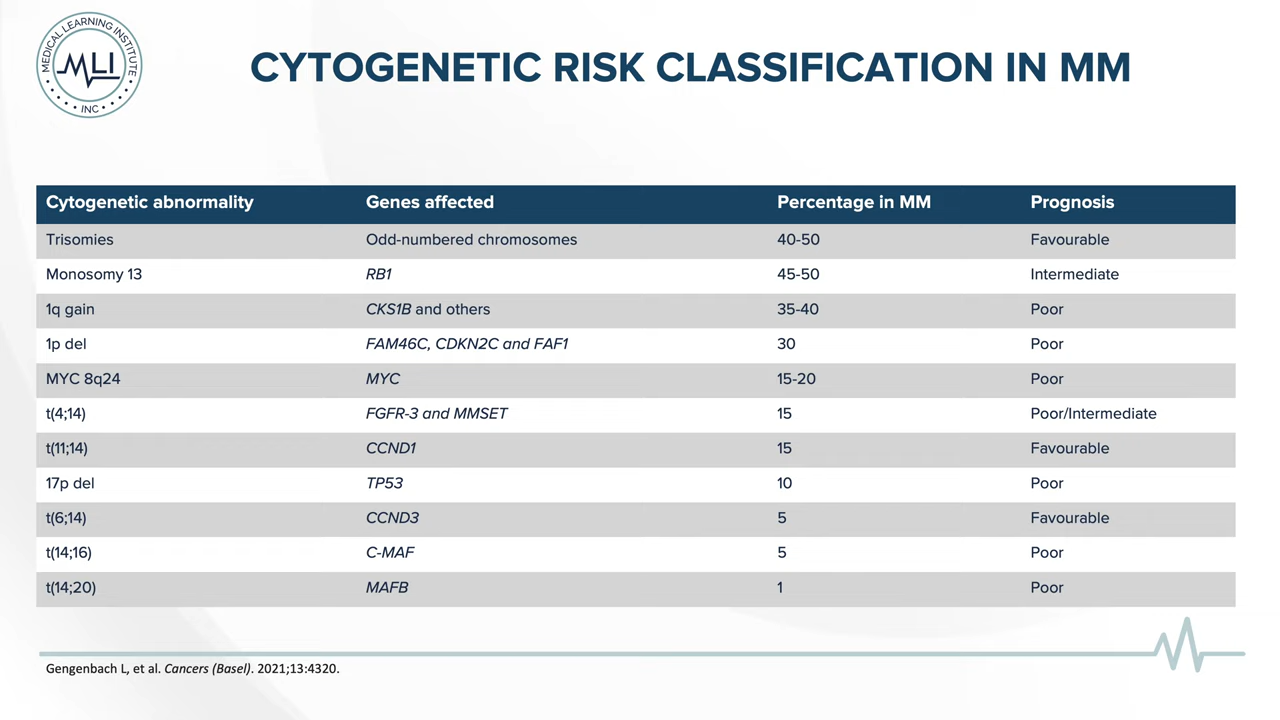 MEDICAL LEARNING INSTITUTE
MLI
INC
CYTOGENETIC RISK CLASSIFICATION IN MM
Cytogenetic abnormality Genes affected Percentage in MM Prognosis
Trisomies Odd-numbered chromosomes 40-50 Favourable
Monosomy 13 RB1 45-50 Intermediate
1q gain CKS1B and others 35-40 Poor
1p del FAM46C, CDKN2C and FAF1 30 Poor
MYC 8q24 MYC 15-20 Poor
t(4;14) FGFR-3 and MMSET 15 Poor/Intermediate
t(11;14) CCND1 15 Favourable
17p del TP53 10 Poor
t(6;14) CCND3 5 Favourable
t(14;16) C-MAF 5 Poor
t(14;20) MAFB 1 Poor
Gengenbach L, et al. Cancers (Basel). 2021;13:4320.